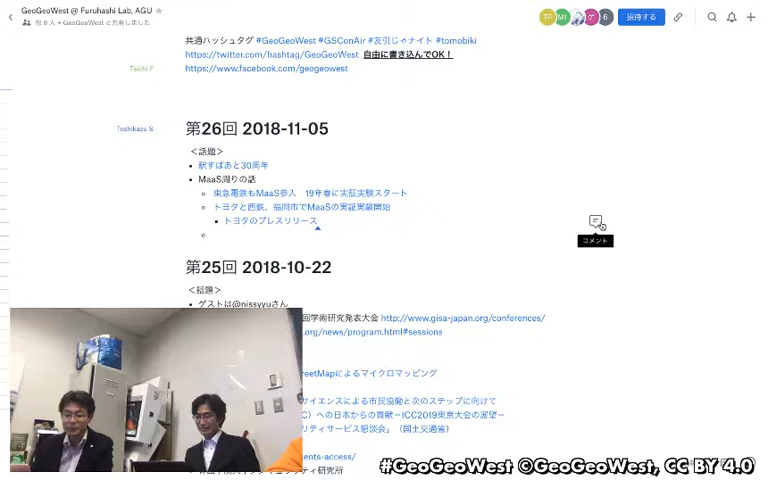 GeoGeoWest @ Furuhashi Lab, AGU
他 8 人 • GeoGeoWest と共有しました
TF MI ゲ 6
招待する
共通ハッシュタグ #GeoGeoWest #GSConAir #友引じゃナイト #tomobiki
https://twitter.com/hashtag/GeoGeoWest 自由に書き込んでOK！
Taichi F
https://www.facebook.com/geogeowest
Toshikazu S
第26回 2018-11-05
＜話題＞
駅すぱあと30周年
MaaS周りの話
東急電鉄もMaaS参入 19年春に実証実験スタート
トヨタと西鉄、福岡市でMaaSの実証実験開始
トヨタのプレスリリース
コメント
第25回 2018-10-22
＜話題＞
ゲストは@nissyyuさん
回学術研究発表大会 http://www.gisa-japan.org/conferences/
.org/news/program.html#sessions
reetMapによるマイクロマッピング
サイエンスによる市民協働と次のステップに向けて
C）への日本からの貢献－ICC2019東京大会の展望－
リティサービス懇談会」（国土交通省）
ents-access/
#GeoGeoWest ©GeoGeoWest, CC BY 4.0